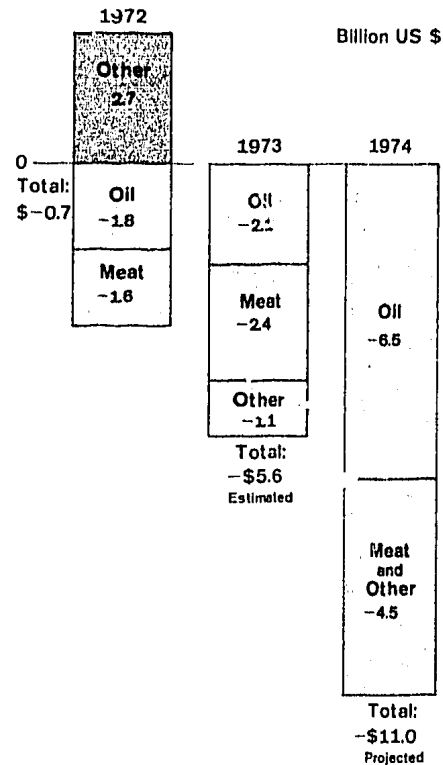 1972
Billion US $
Other
2.7
0
Total:
$-0.7
Oil
-1.8
Meat
-1.6
1973
Oil
-2.1
Meat
-2.4
Other
-1.1
Total:
-$5.6
Estimated
1974
Oil
-6.5
Meat
and
Other
-4.5
Total:
-$11.0
Projected